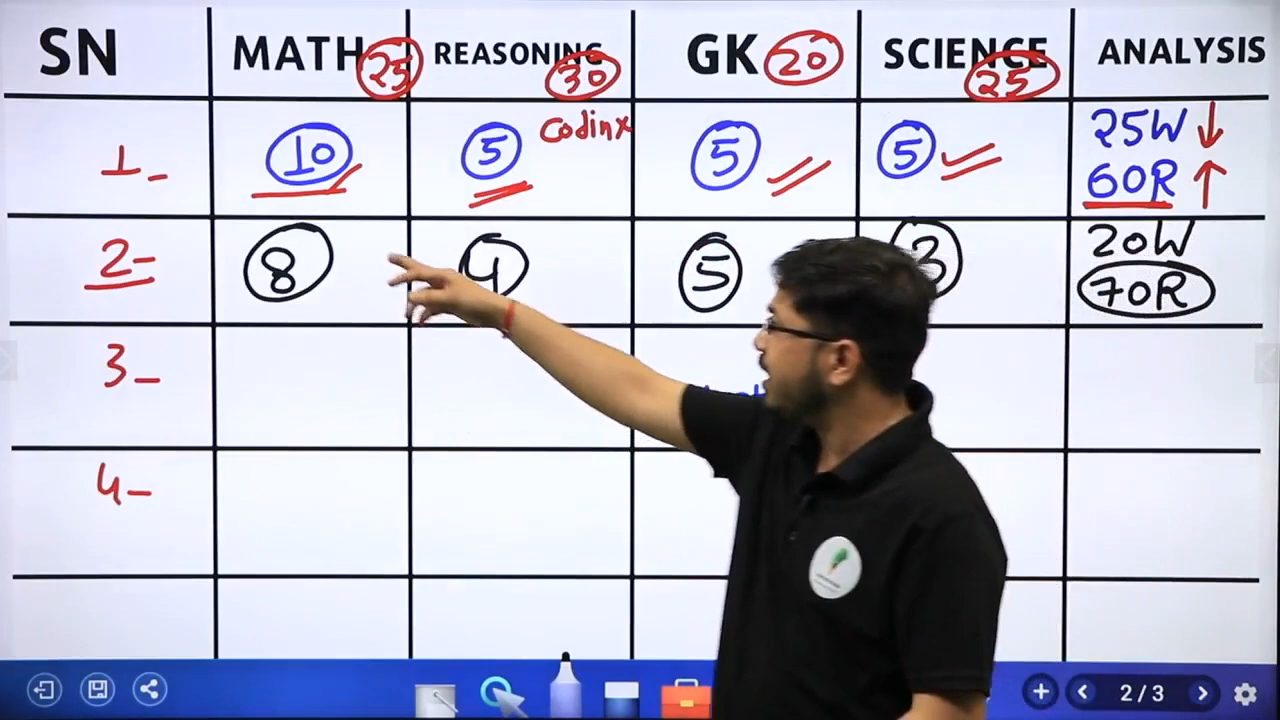 SN MATH 25 REASONING 30 GK 20 SCIENCE 25 ANALYSIS
1- 10 5 Codinx 5 5 25W↓
60R↑
2- 8 4 5 3 20W
70R
3-
4-
2/3